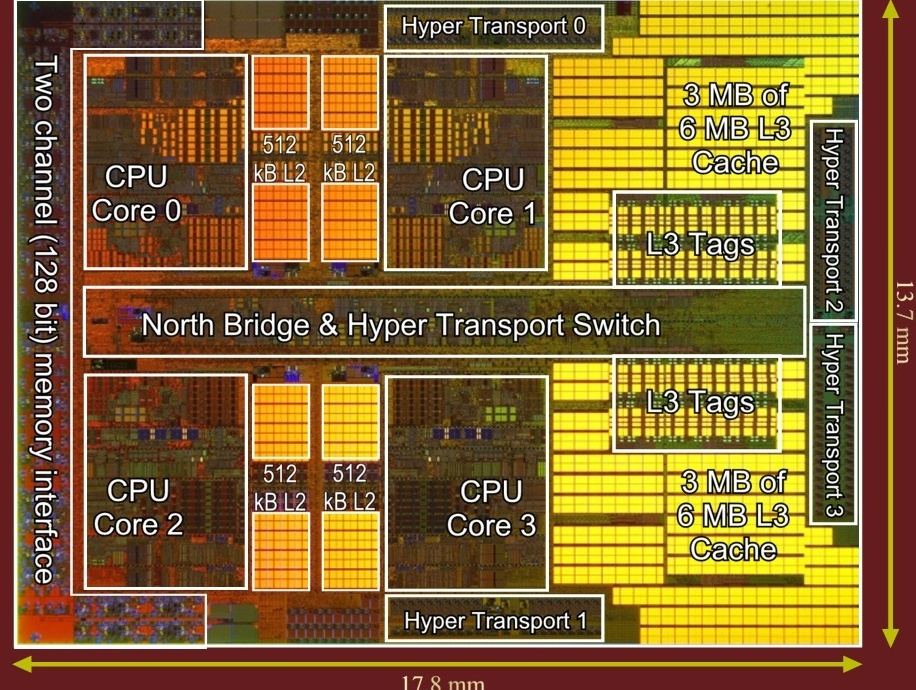 Hyper Transport 0
Two channel (128 bit) memory interface
CPU
Core 0
512
kB L2
512
kB L2
CPU
Core 1
3 MB of
6 MB L3
Cache
L3 Tags
Hyper Transport 2
13.7 mm
North Bridge & Hyper Transport Switch
L3 Tags
Hyper Transport 3
CPU
Core 2
512
kB L2
512
kB L2
CPU
Core 3
3 MB of
6 MB L3
Cache
Hyper Transport 1
17.8 mm